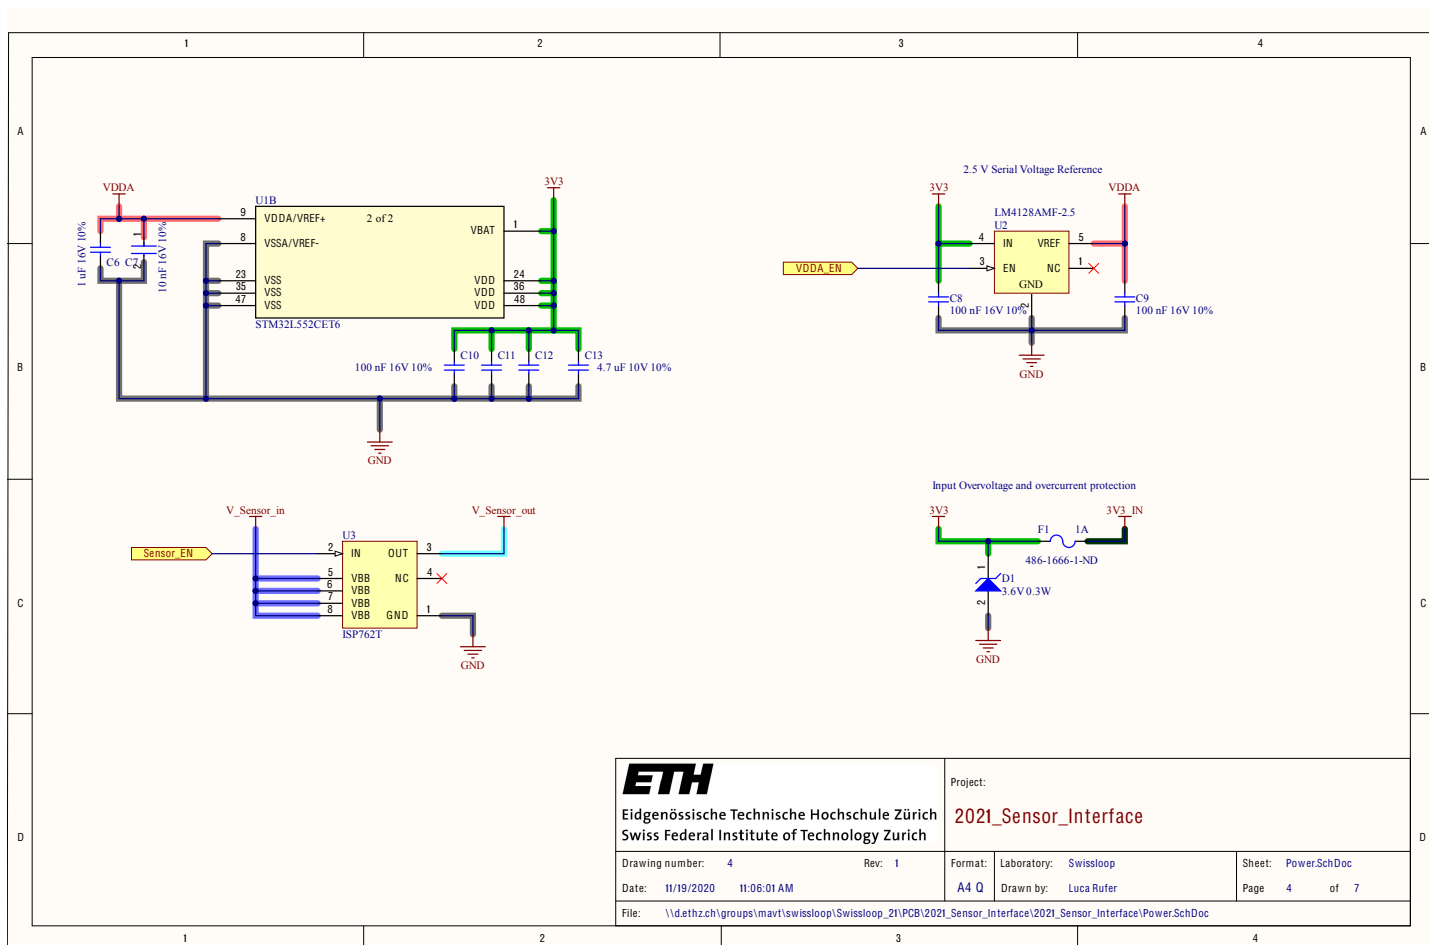 1 2 3 4
A A
B B
C C
D D
VDDA
1 uF 16V 10%
C6 C7
1
2
10 nF 16V 10%
U1B
2 of 2
9 VDDA/VREF+
8 VSSA/VREF-
23 VSS
35 VSS
47 VSS
VBAT 1
VDD 24
VDD 36
VDD 48
STM32L552CET6
3V3
C10 C11 C12 C13
100 nF 16V 10%
4.7 uF 10V 10%
GND
2.5 V Serial Voltage Reference
3V3
VDDA
LM4128AMF-2.5
U2
4 IN VREF 5
VDDA_EN
3 EN NC 1
GND
2
C8
100 nF 16V 10%
C9
100 nF 16V 10%
GND
V_Sensor_in
V_Sensor_out
U3
Sensor_EN
2 IN OUT 3
5 VBB NC 4
6 VBB
7 VBB
8 VBB GND 1
ISP762T
GND
Input Overvoltage and overcurrent protection
3V3
3V3_IN
F1 1A
486-1666-1-ND
1
D1
3.6V 0.3W
2
GND
ETH
Eidgenössische Technische Hochschule Zürich
Swiss Federal Institute of Technology Zurich
Project:
2021_Sensor_Interface
Drawing number: 4 Rev: 1
Date: 11/19/2020 11:06:01 AM
Format:
A4 Q
Laboratory: Swissloop
Drawn by: Luca Rufer
Sheet: Power.SchDoc
Page 4 of 7
File: \\d.ethz.ch\groups\mavt\swissloop\Swissloop_21\PCB\2021_Sensor_Interface\2021_Sensor_Interface\Power.SchDoc
1 2 3 4